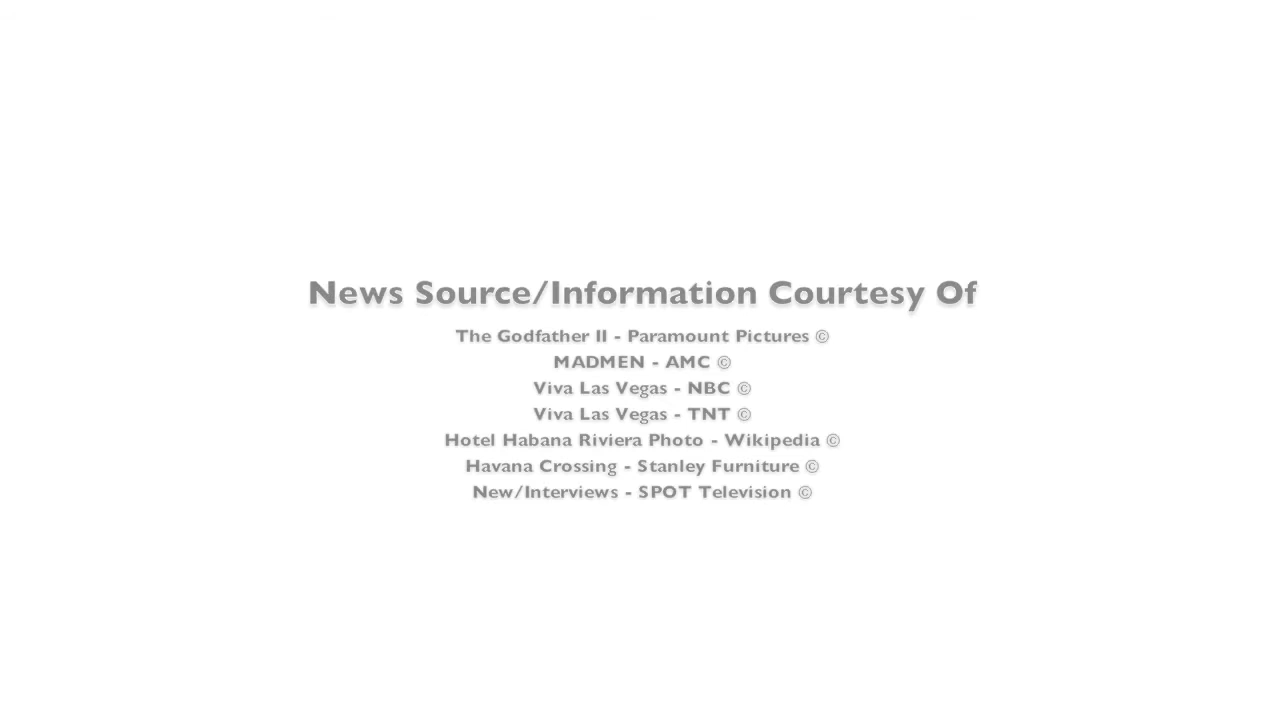 News Source/Information Courtesy Of
The Godfather II - Paramount Pictures ©
MADMEN - AMC ©
Viva Las Vegas - NBC ©
Viva Las Vegas - TNT ©
Hotel Habana Riviera Photo - Wikipedia ©
Havana Crossing - Stanley Furniture ©
New/Interviews - SPOT Television ©